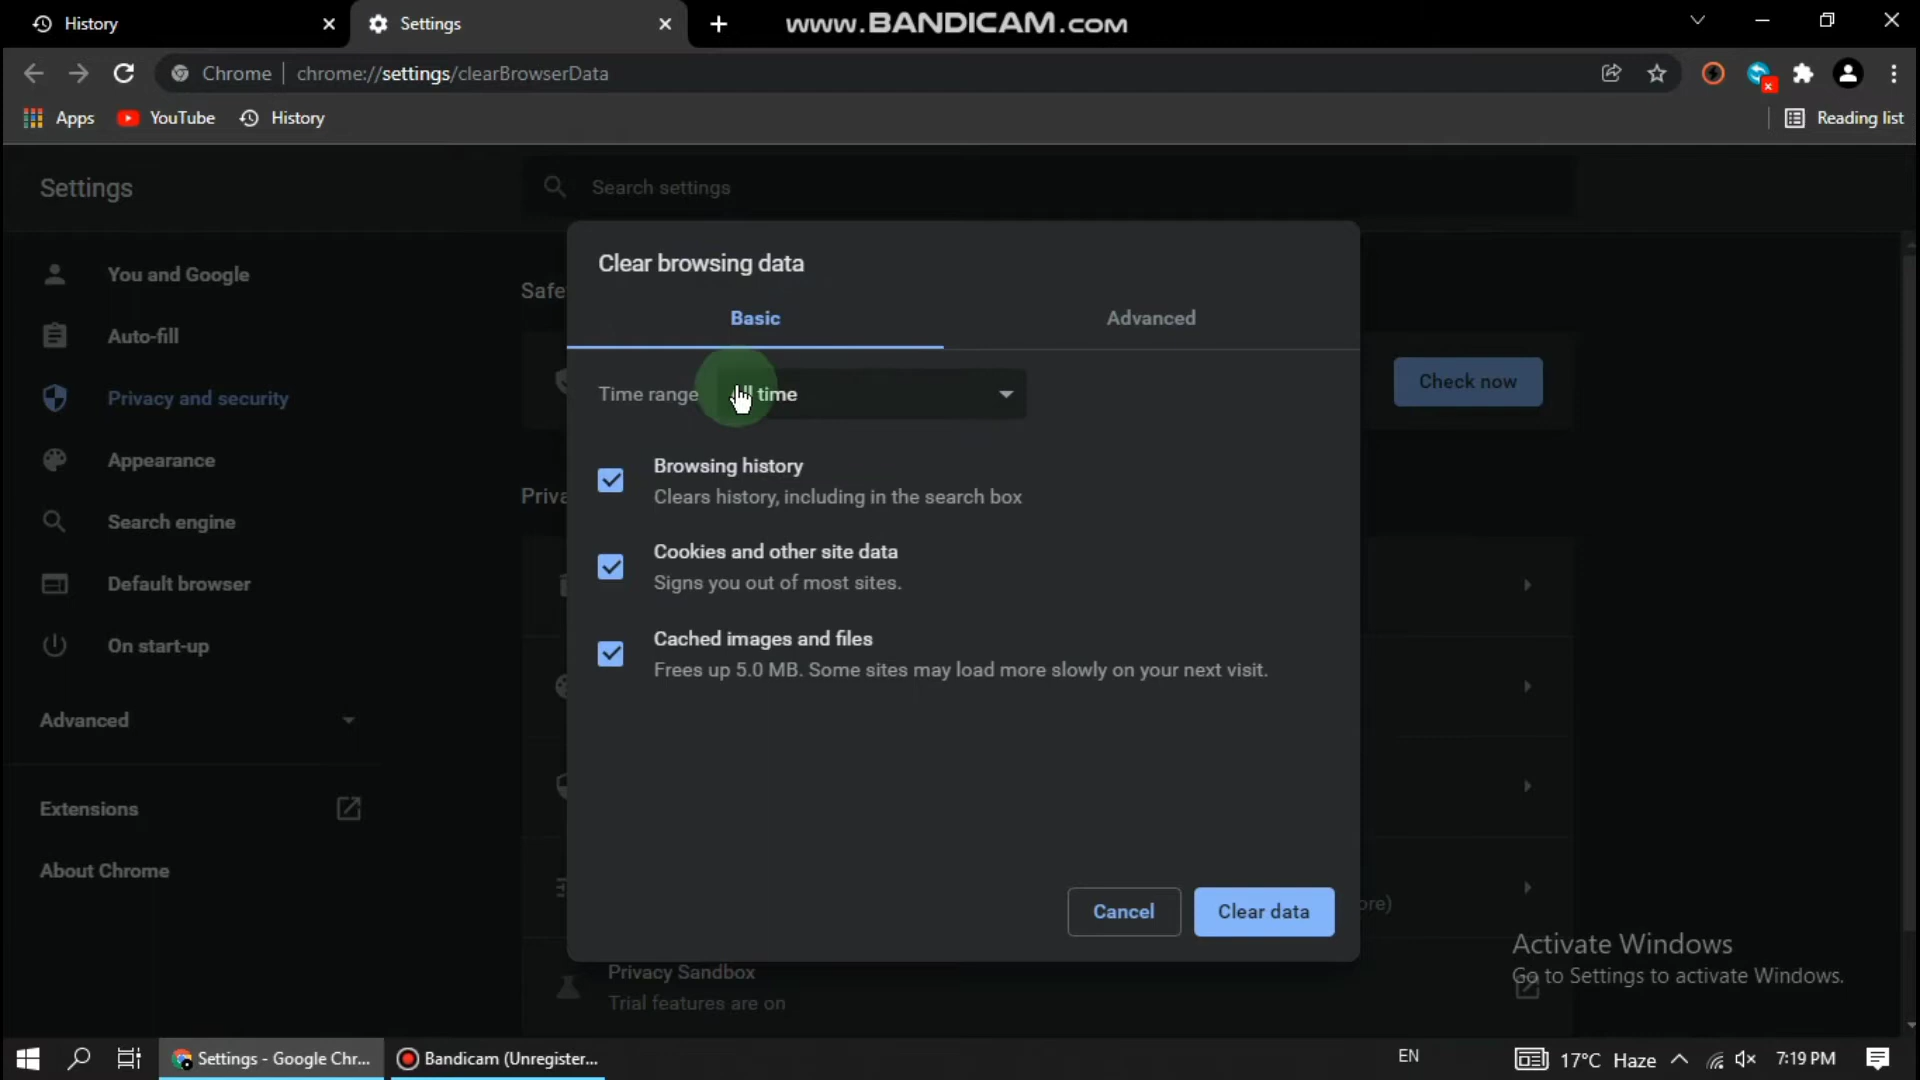 History
Settings
www.BANDICAM.com
Chrome
chrome://settings/clearBrowserData
Apps
YouTube
History
Reading list
Settings
Search settings
You and Google
Auto-fill
Privacy and security
Appearance
Search engine
Default browser
On start-up
Advanced
Extensions
About Chrome
Safe
Check now
Priva
Clear browsing data
Basic
Advanced
Time range
time
Browsing history
Clears history, including in the search box
Cookies and other site data
Signs you out of most sites.
Cached images and files
Frees up 5.0 MB. Some sites may load more slowly on your next visit.
Cancel
Clear data
ore)
Privacy Sandbox
Trial features are on
Activate Windows
Go to Settings to activate Windows.
Settings - Google Chr...
Bandicam (Unregister...
EN
17°C Haze
7:19 PM